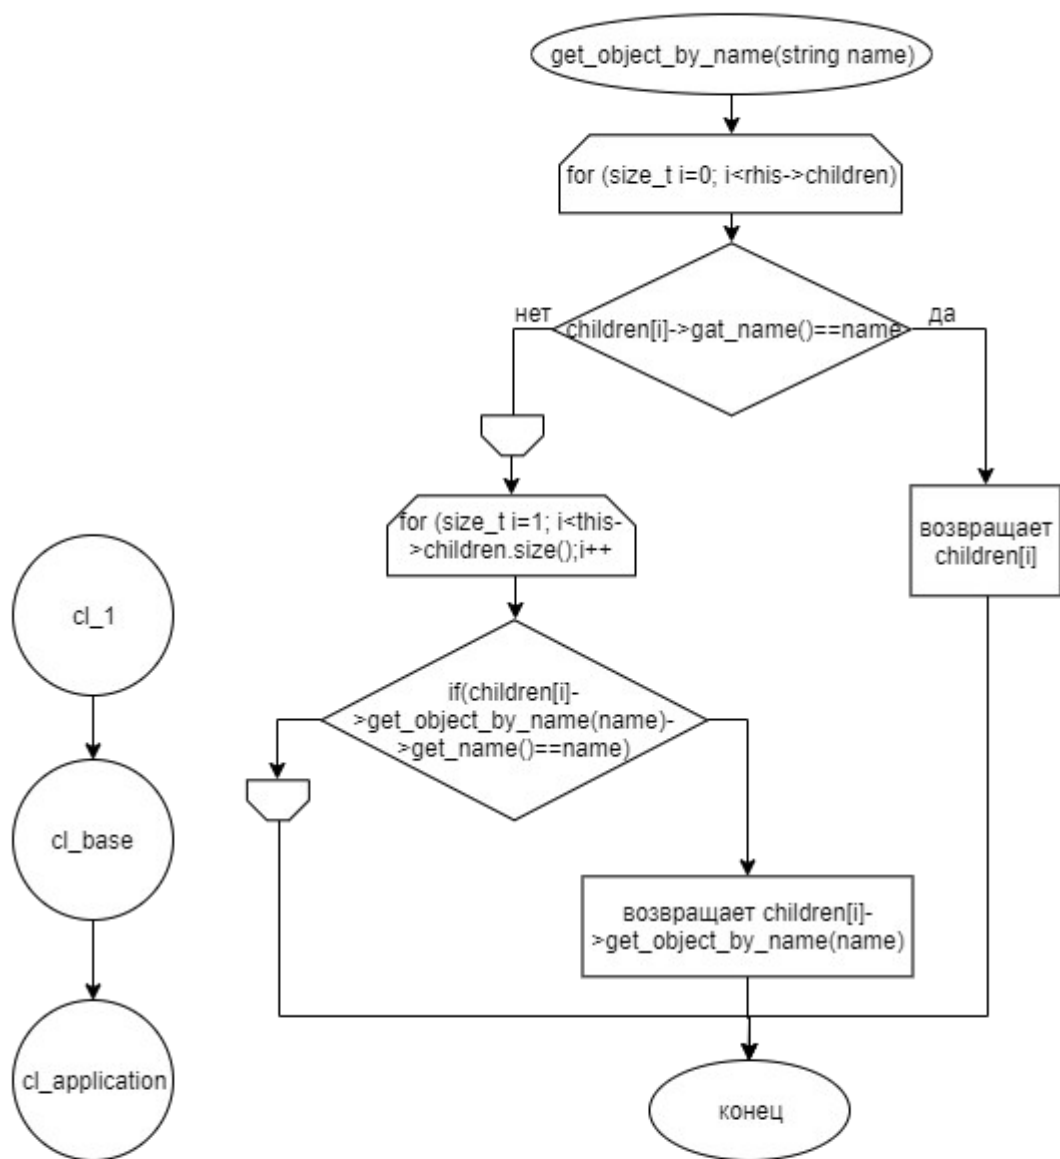 get_object_by_name(string name)
for (size_t i=0; i<rhis->children)
нет
да
children[i]->gat_name()==name
for (size_t i=1; i<this-
>children.size();i++
возвращает
children[i]
cl_1
if(children[i]-
>get_object_by_name(name)-
>get_name()==name)
cl_base
возвращает children[i]-
>get_object_by_name(name)
cl_application
конец